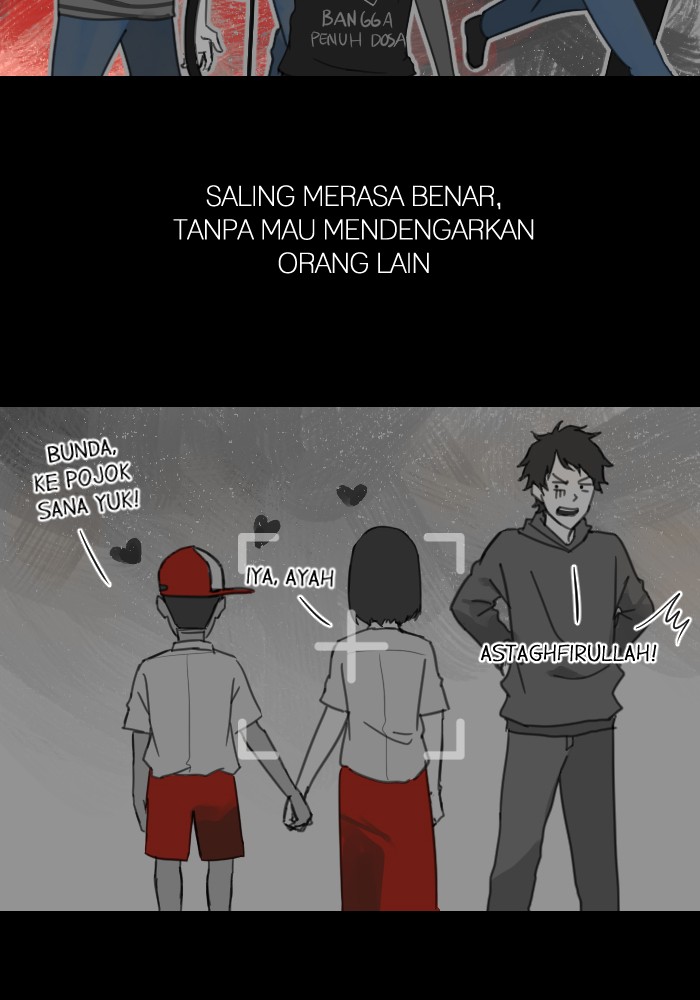 BANGGA
PENUH DOSA
SALING MERASA BENAR,
TANPA MAU MENDENGARKAN
ORANG LAIN
BUNDA,
KE POJOK
SANA YUK!
IYA, AYAH
ASTAGHFIRULLAH!